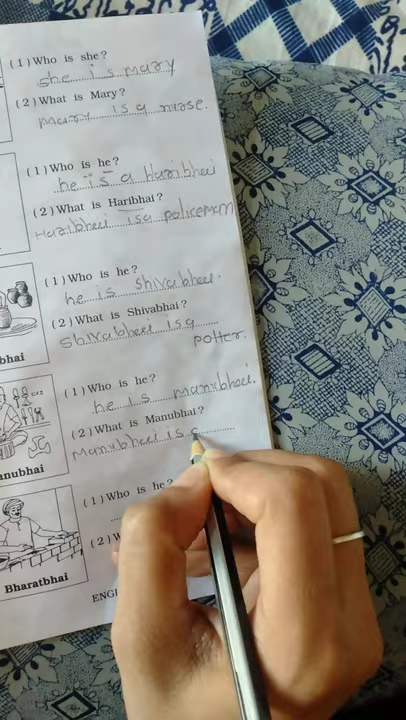 (1) Who is she?
she is mary
(2) What is Mary?
mary is a nurse.
(1) Who is he?
he is a Haribhai
(2) What is Haribhai?
Haribhai is a policemam
(1) Who is he?
he is shivabhai.
(2) What is Shivabhai?
Shivabhai is a
potter.
bhai
(1) Who is he?
he is manubhai.
(2) What is Manubhai?
Manubhai is a
anubhai
(1) Who is he?
(2) W
Bharatbhai
ENG